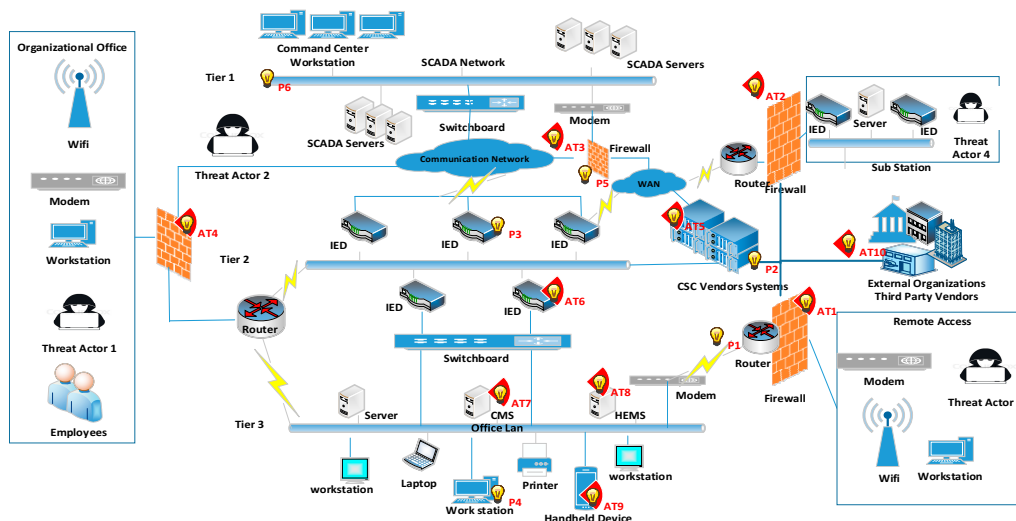 Organizational Office
Wifi
Modem
Workstation
Threat Actor 1
Employees
Command Center
Workstation
SCADA Network
SCADA Servers
Tier 1
P6
SCADA Servers
Switchboard
Modem
Threat Actor 2
Communication Network
AT3
Firewall
P5
WAN
AT2
IED
Server
IED
Threat
Actor 4
Sub Station
Router
Firewall
AT4
IED
P3
IED
IED
Tier 2
AT5
P2
CSC Vendors Systems
AT10
External Organizations
Third Party Vendors
Router
IED
AT6
IED
Switchboard
P1
Router
AT1
Firewall
Remote Access
Modem
Threat Actor
Wifi
Workstation
Tier 3
Server
AT7
CMS
AT8
HEMS
Modem
Office Lan
workstation
Laptop
P4
Work station
Printer
AT9
Handheld Device
workstation